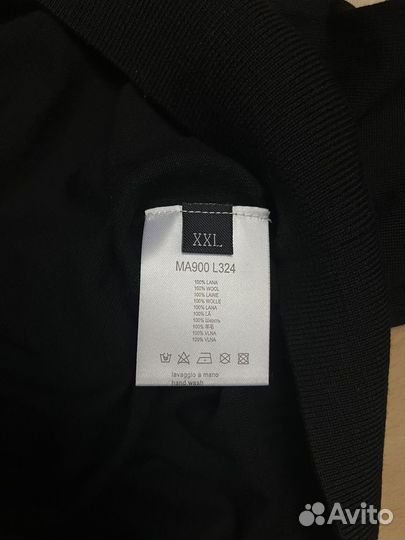 XXL
MA900 L324
100% LANA
100% WOOL
100% LAINE
100% WOLLE
100% LANA
100% LÃ
100% Шерсть
100% 羊毛
100% VLNA
100% VLNA
lavaggio a mano
hand wash
Avito